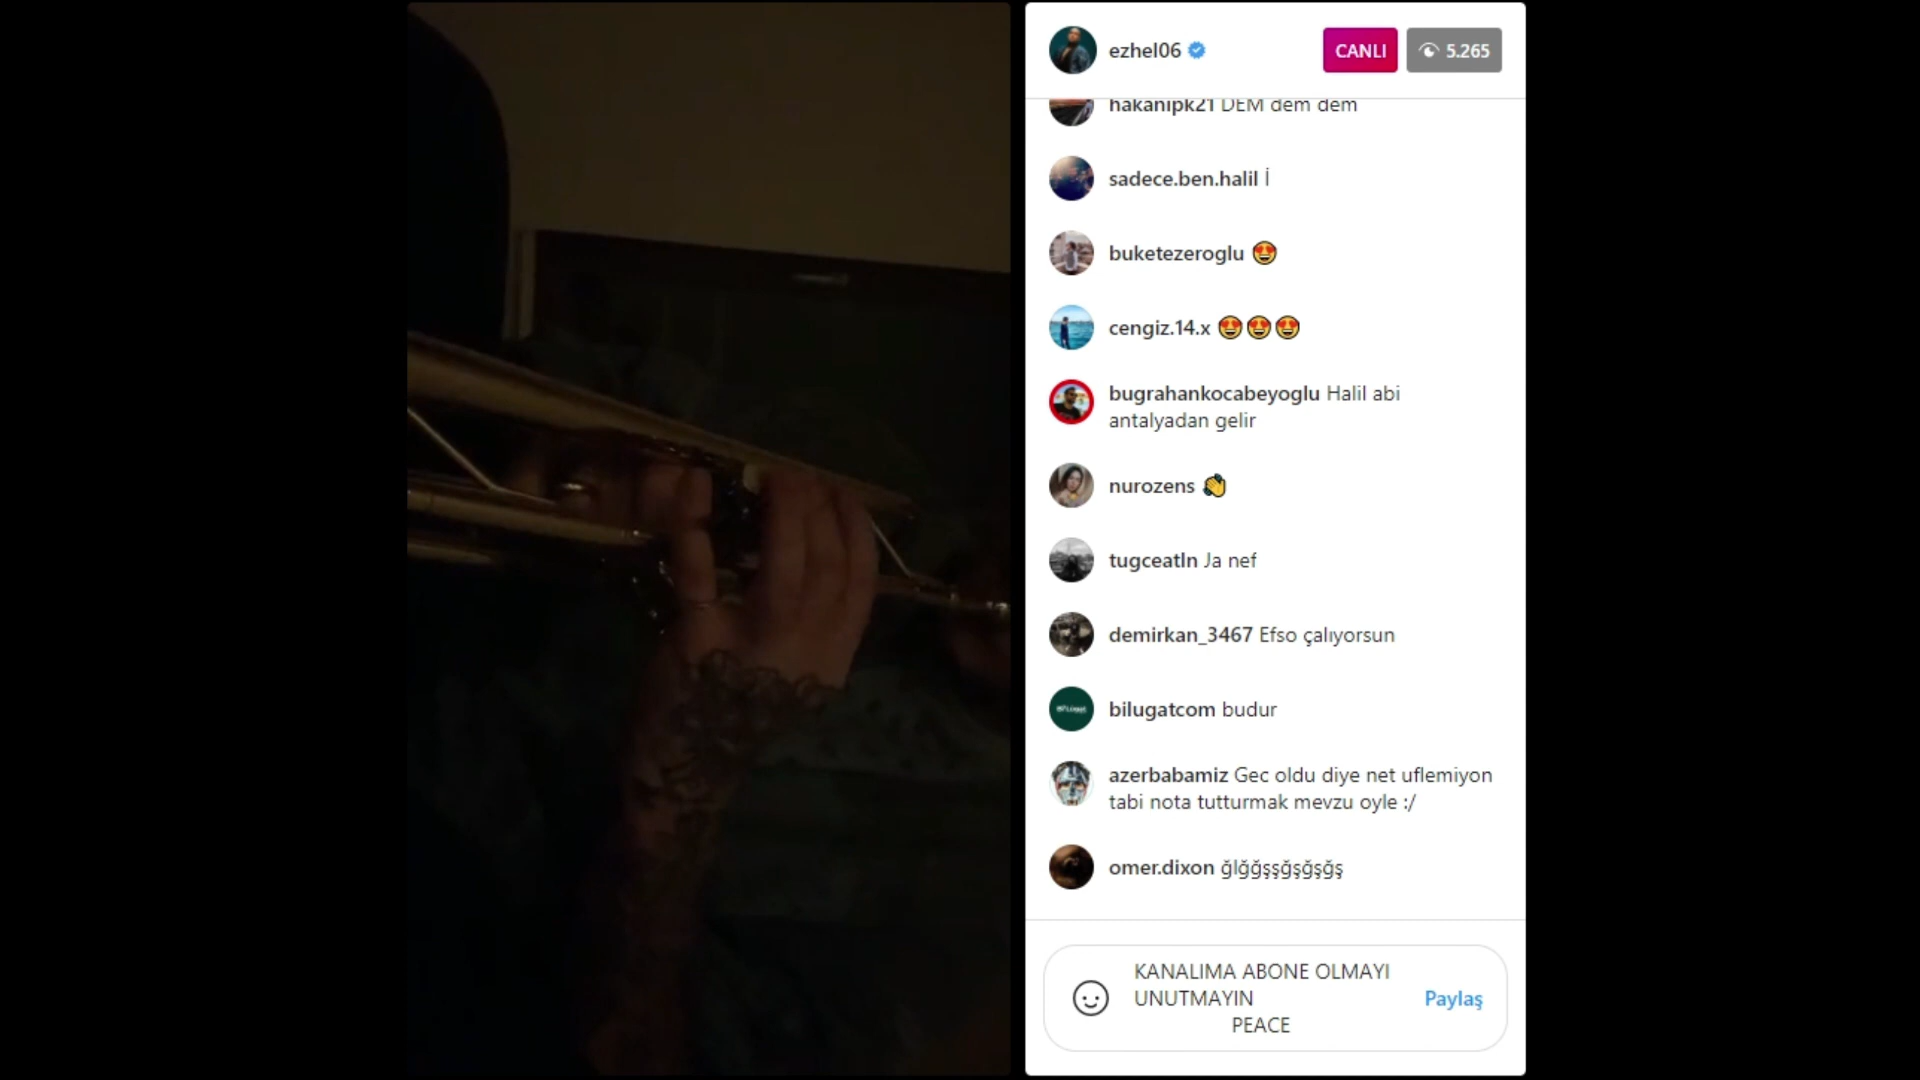 ezhel06
CANLI
5.265
hakanipk21 DEM dem dem
sadece.ben.halil İ
buketezeroglu 😍
cengiz.14.x 😍😍😍
bugrahankocabeyoglu Halil abi
antalyadan gelir
nurozens 👏
tugceatln Ja nef
demirkan_3467 Efso çalıyorsun
bilugatcom budur
azerbabamiz Gec oldu diye net uflemiyon
tabi nota tutturmak mevzu oyle :/
omer.dixon ğlğğşşğşğşğş
KANALIMA ABONE OLMAYI
UNUTMAYIN
PEACE
Paylaş